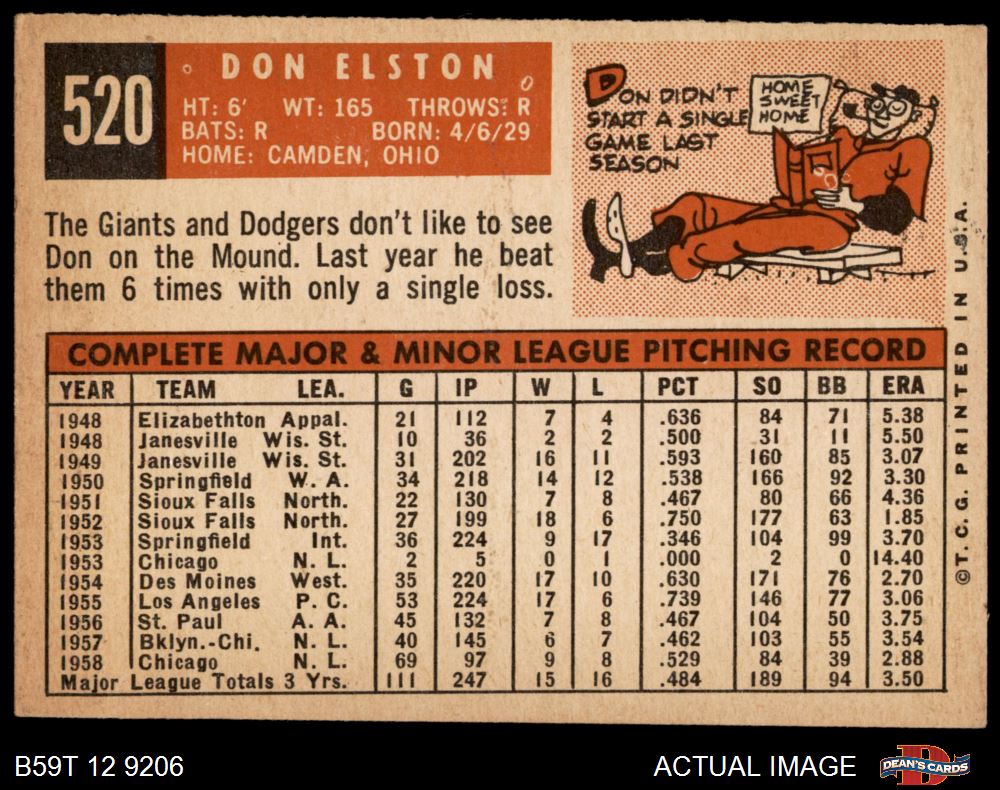 520
DON ELSTON
HT: 6' WT: 165 THROWS: R
BATS: R BORN: 4/6/29
HOME: CAMDEN, OHIO
The Giants and Dodgers don't like to see
Don on the Mound. Last year he beat
them 6 times with only a single loss.
DON DIDN'T
START A SINGLE
GAME LAST
SEASON
HOME
SWEET
HOME
COMPLETE MAJOR & MINOR LEAGUE PITCHING RECORD
YEAR TEAM LEA. G IP W L PCT SO BB ERA
1948 Elizabethton Appal. 21 112 7 4 .636 84 71 5.38
1948 Janesville Wis. St. 10 36 2 2 .500 31 11 5.50
1949 Janesville Wis. St. 31 202 16 11 .593 160 85 3.07
1950 Springfield W. A. 34 218 14 12 .538 166 92 3.30
1951 Sioux Falls North. 22 130 7 8 .467 80 66 4.36
1952 Sioux Falls North. 27 199 18 6 .750 177 63 1.85
1953 Springfield Int. 36 224 9 17 .346 104 99 3.70
1953 Chicago N. L. 2 5 0 1 .000 2 0 14.40
1954 Des Moines West. 35 220 17 10 .630 171 76 2.70
1955 Los Angeles P. C. 53 224 17 6 .739 146 77 3.06
1956 St. Paul A. A. 45 132 7 8 .467 104 50 3.75
1957 Bklyn.-Chi. N. L. 40 145 6 7 .462 103 55 3.54
1958 Chicago N. L. 69 97 9 8 .529 84 39 2.88
Major League Totals 3 Yrs. 111 247 15 16 .484 189 94 3.50
©T. C. G. PRINTED IN U.S.A.
B59T 12 9206
ACTUAL IMAGE
DEAN'S CARDS